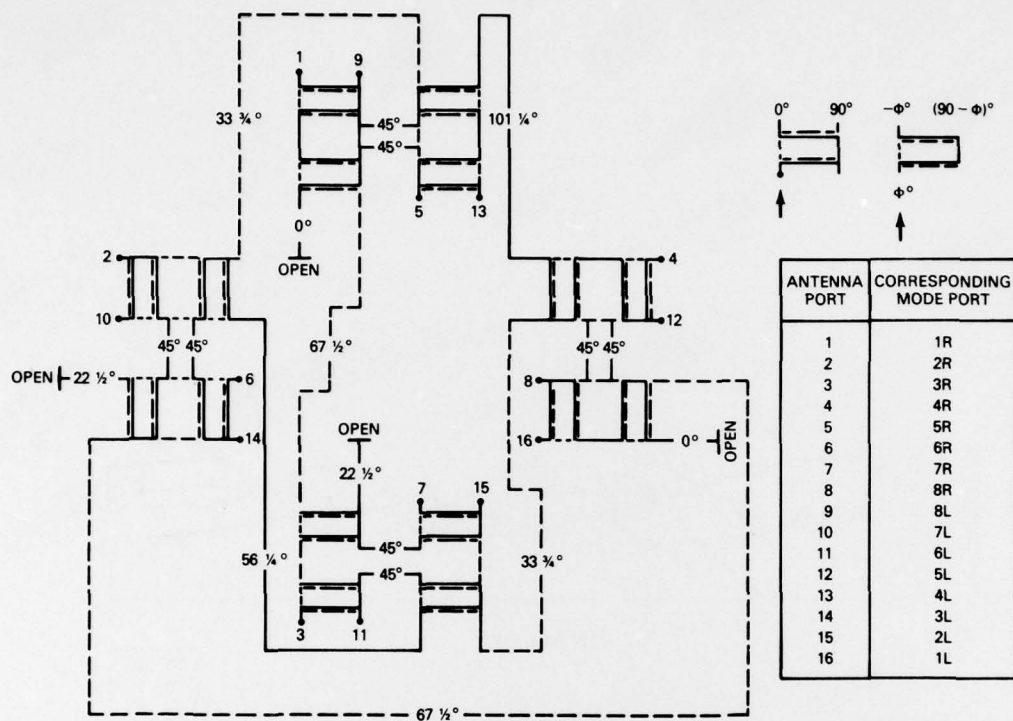 1 9
33 ¾°
45°
45°
101 ¼°
5 13
0°
OPEN
2
4
10
12
45° 45°
67 ½°
45° 45°
OPEN 22 ½°
6
8
14
OPEN
16
0°
OPEN
22 ½°
7 15
56 ¼°
45°
45°
33 ¾°
3 11
67 ½°
0° 90° -Φ° (90 - Φ)°
Φ°
ANTENNA PORT CORRESPONDING MODE PORT
1 1R
2 2R
3 3R
4 4R
5 5R
6 6R
7 7R
8 8R
9 8L
10 7L
11 6L
12 5L
13 4L
14 3L
15 2L
16 1L